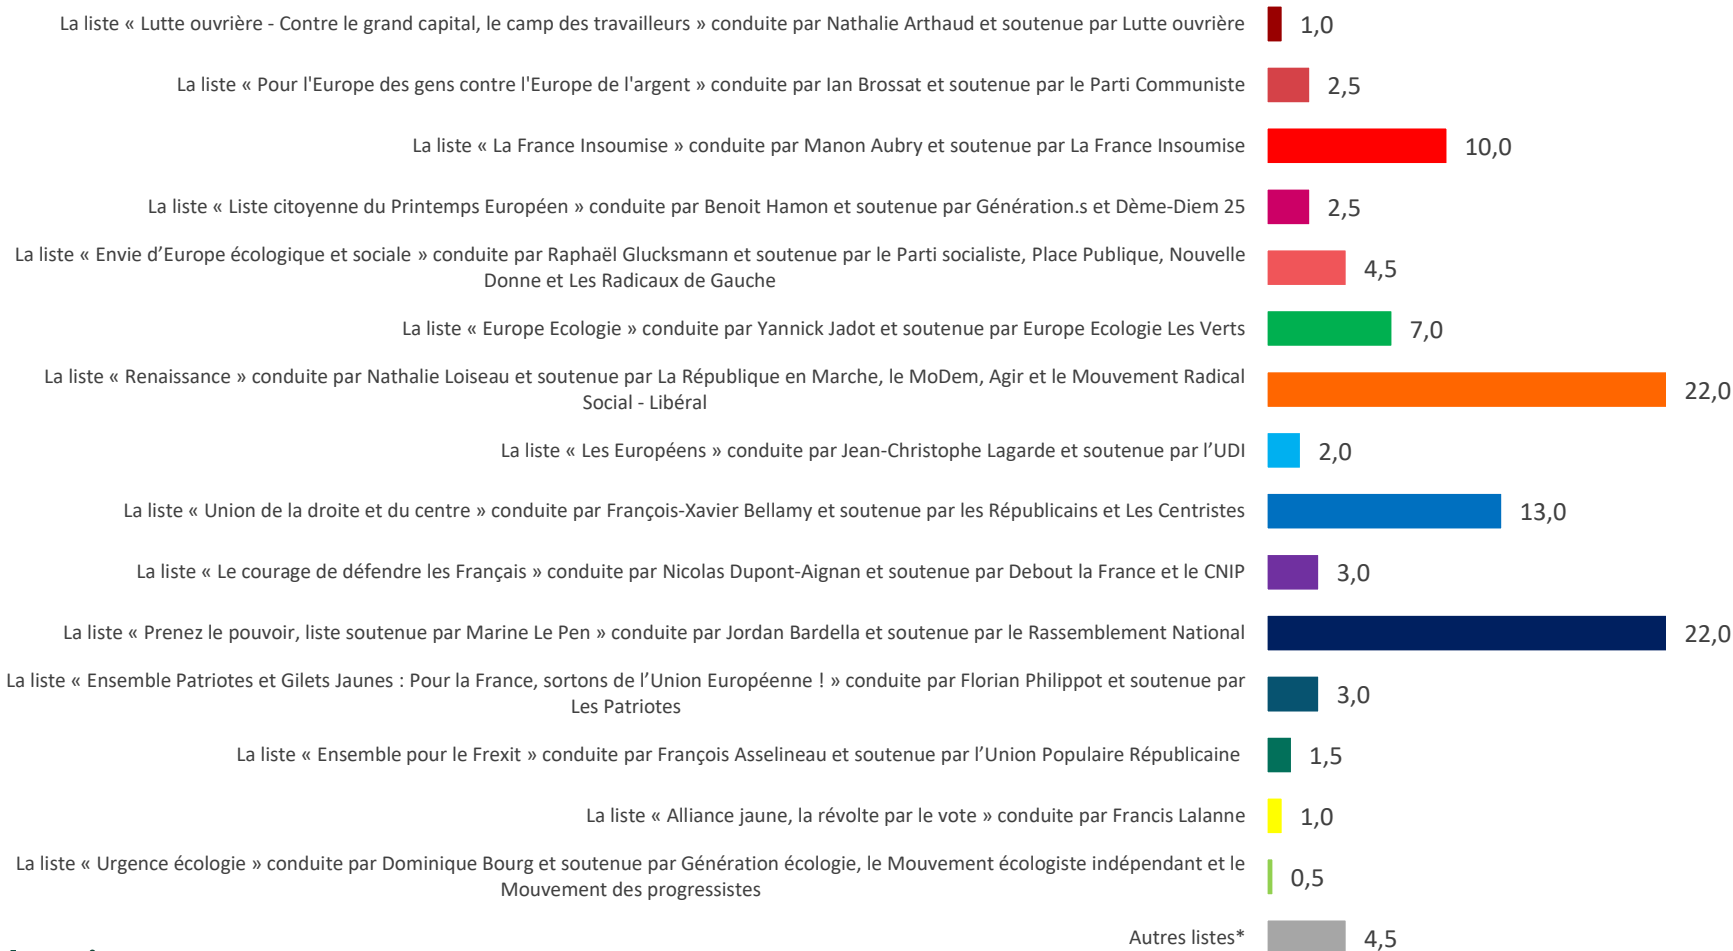 La liste « Lutte ouvrière - Contre le grand capital, le camp des travailleurs » conduite par Nathalie Arthaud et soutenue par Lutte ouvrière 1,0
La liste « Pour l'Europe des gens contre l'Europe de l'argent » conduite par Ian Brossat et soutenue par le Parti Communiste 2,5
La liste « La France Insoumise » conduite par Manon Aubry et soutenue par La France Insoumise 10,0
La liste « Liste citoyenne du Printemps Européen » conduite par Benoit Hamon et soutenue par Génération.s et Dème-Diem 25 2,5
La liste « Envie d’Europe écologique et sociale » conduite par Raphaël Glucksmann et soutenue par le Parti socialiste, Place Publique, Nouvelle
Donne et Les Radicaux de Gauche 4,5
La liste « Europe Ecologie » conduite par Yannick Jadot et soutenue par Europe Ecologie Les Verts 7,0
La liste « Renaissance » conduite par Nathalie Loiseau et soutenue par La République en Marche, le MoDem, Agir et le Mouvement Radical
Social - Libéral 22,0
La liste « Les Européens » conduite par Jean-Christophe Lagarde et soutenue par l’UDI 2,0
La liste « Union de la droite et du centre » conduite par François-Xavier Bellamy et soutenue par les Républicains et Les Centristes 13,0
La liste « Le courage de défendre les Français » conduite par Nicolas Dupont-Aignan et soutenue par Debout la France et le CNIP 3,0
La liste « Prenez le pouvoir, liste soutenue par Marine Le Pen » conduite par Jordan Bardella et soutenue par le Rassemblement National 22,0
La liste « Ensemble Patriotes et Gilets Jaunes : Pour la France, sortons de l’Union Européenne ! » conduite par Florian Philippot et soutenue par
Les Patriotes 3,0
La liste « Ensemble pour le Frexit » conduite par François Asselineau et soutenue par l’Union Populaire Républicaine 1,5
La liste « Alliance jaune, la révolte par le vote » conduite par Francis Lalanne 1,0
La liste « Urgence écologie » conduite par Dominique Bourg et soutenue par Génération écologie, le Mouvement écologiste indépendant et le
Mouvement des progressistes 0,5
Autres listes* 4,5